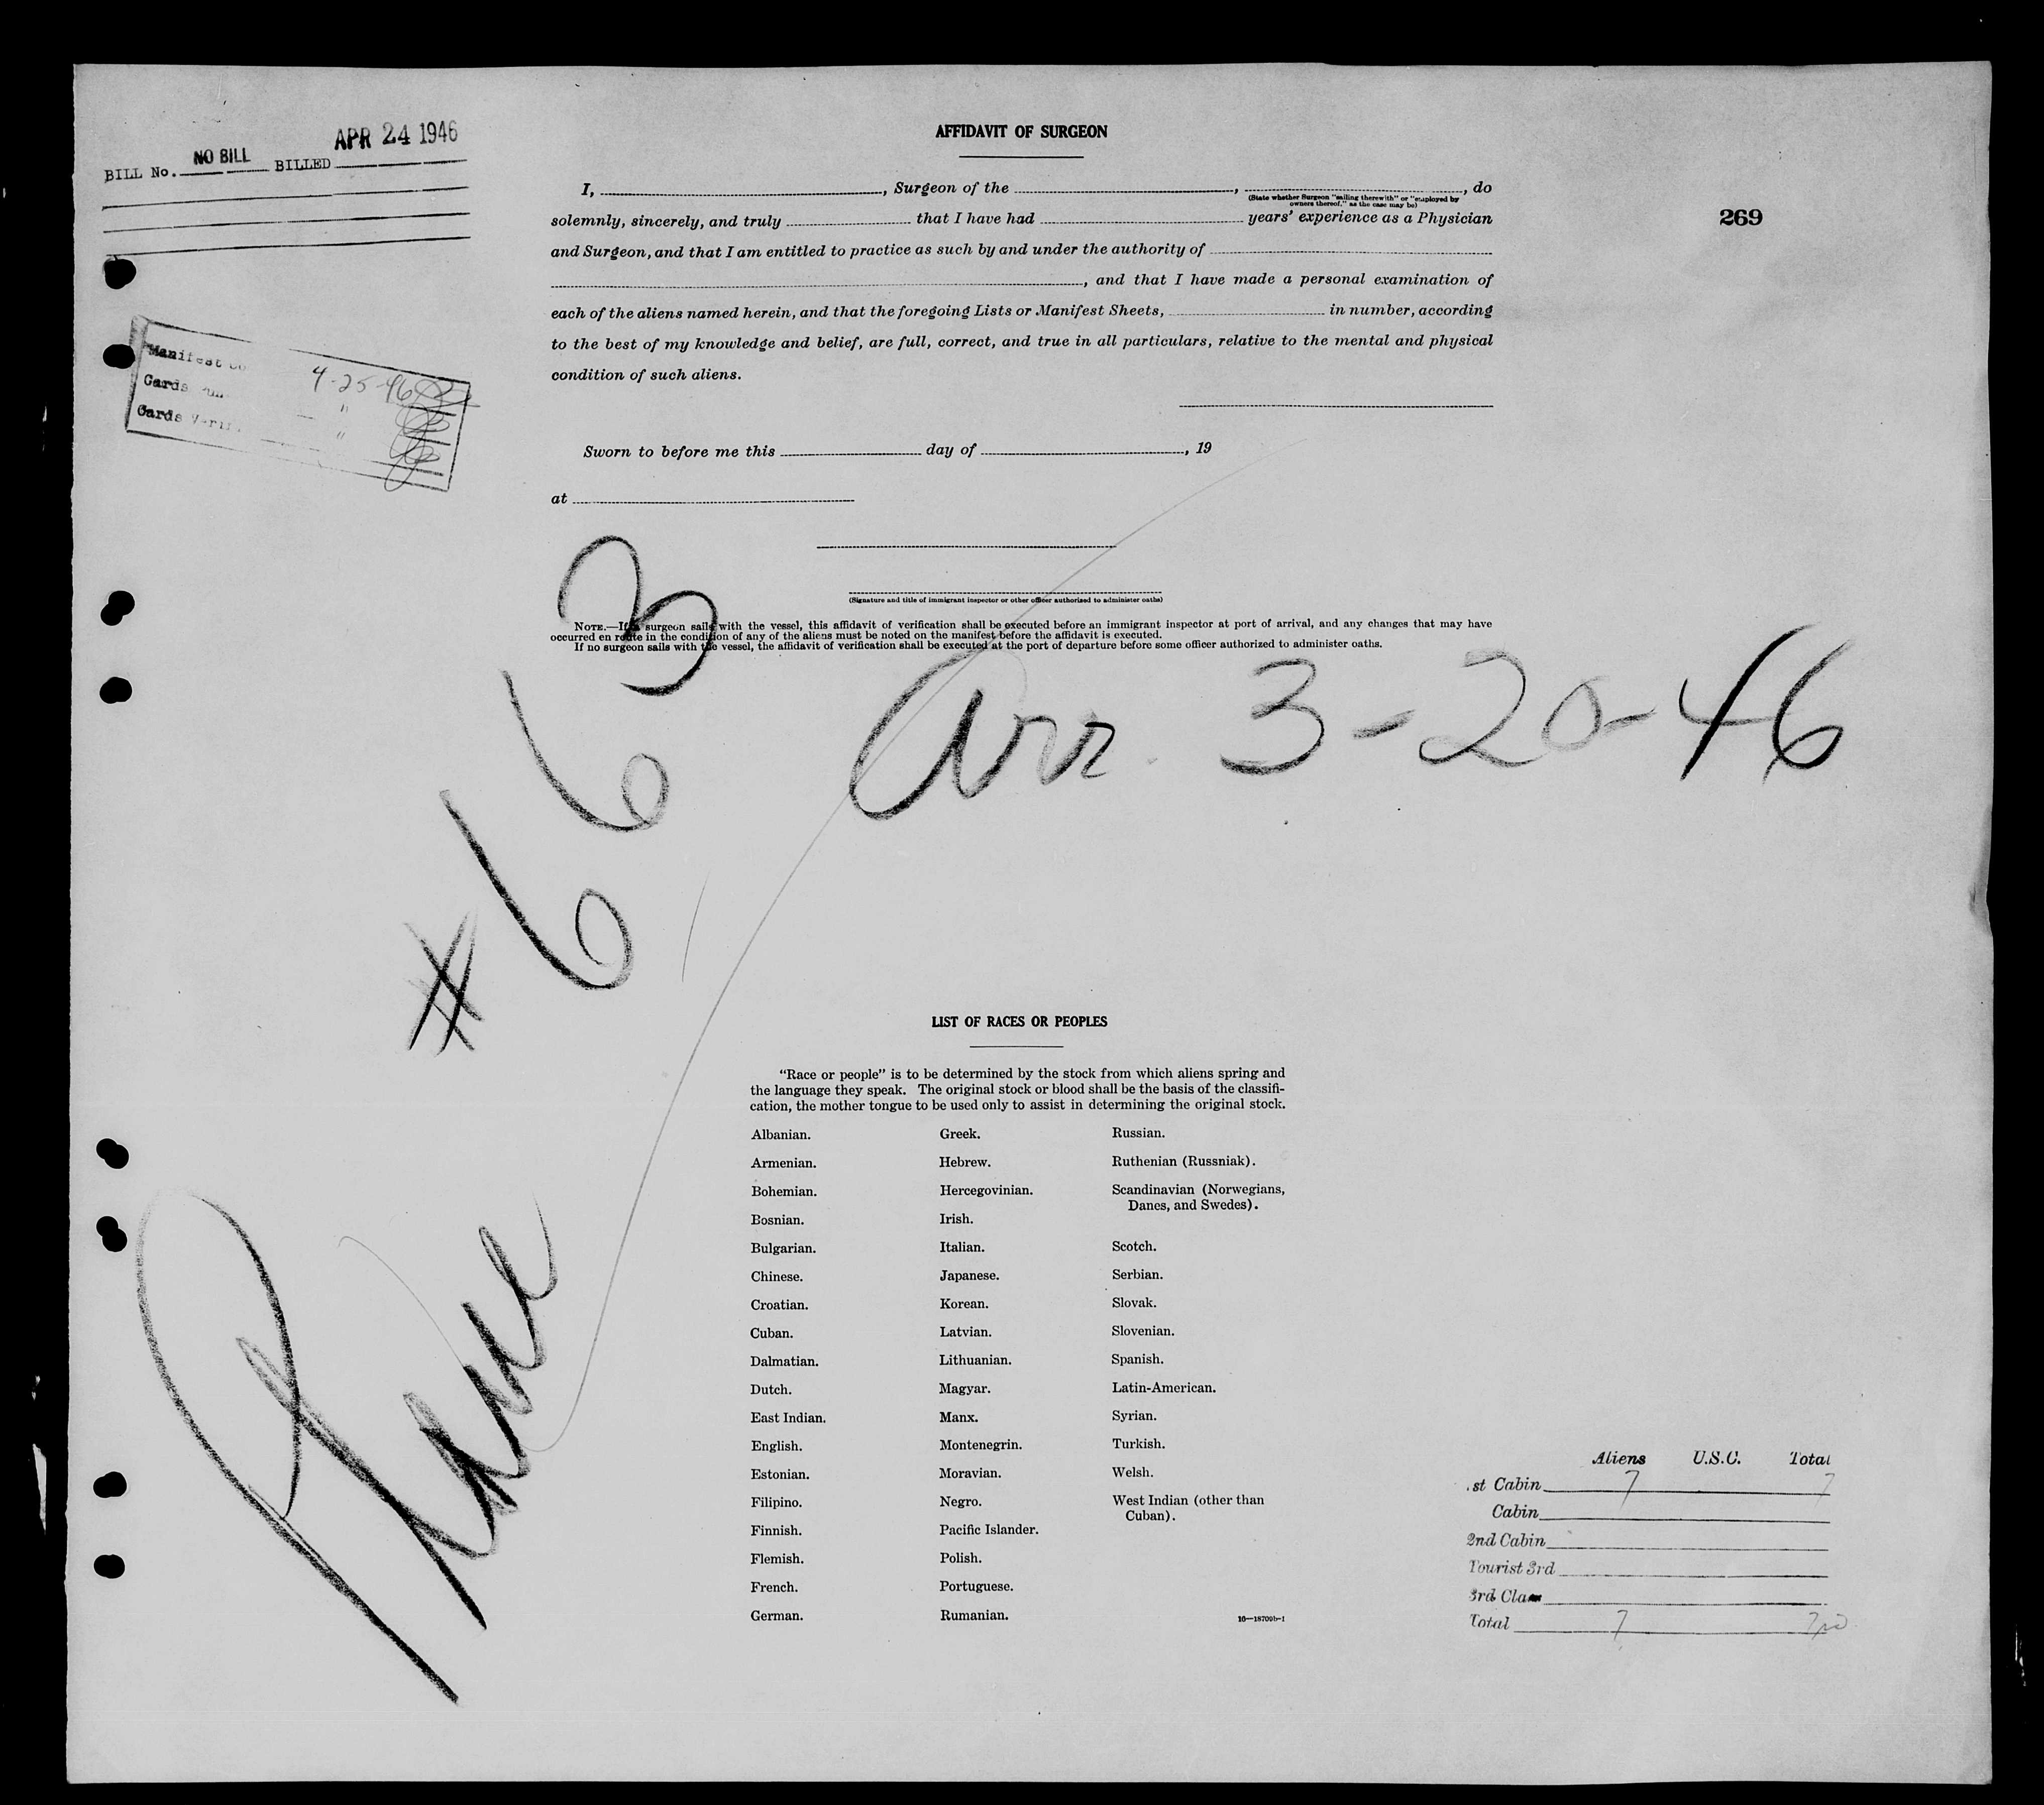 BILL No. NO BILL BILLED APR 24 1946
AFFIDAVIT OF SURGEON
I, , Surgeon of the , , do
(State whether Surgeon "sailing therewith" or "employed by
owners thereof," as the case may be)
solemnly, sincerely, and truly that I have had years' experience as a Physician
and Surgeon, and that I am entitled to practice as such by and under the authority of
, and that I have made a personal examination of
each of the aliens named herein, and that the foregoing Lists or Manifest Sheets, in number, according
to the best of my knowledge and belief, are full, correct, and true in all particulars, relative to the mental and physical
condition of such aliens.
269
Manifest 4-25-46
Cards "
Cards "
Sworn to before me this day of , 19
at
(Signature and title of immigrant inspector or other officer authorized to administer oaths)
NOTE.—If a surgeon sails with the vessel, this affidavit of verification shall be executed before an immigrant inspector at port of arrival, and any changes that may have
occurred en route in the condition of any of the aliens must be noted on the manifest before the affidavit is executed.
If no surgeon sails with the vessel, the affidavit of verification shall be executed at the port of departure before some officer authorized to administer oaths.
Arr. 3-20-46
Plane #663
LIST OF RACES OR PEOPLES
"Race or people" is to be determined by the stock from which aliens spring and
the language they speak. The original stock or blood shall be the basis of the classifi-
cation, the mother tongue to be used only to assist in determining the original stock.
Albanian. Greek. Russian.
Armenian. Hebrew. Ruthenian (Russniak).
Bohemian. Hercegovinian. Scandinavian (Norwegians,
Danes, and Swedes).
Bosnian. Irish.
Bulgarian. Italian. Scotch.
Chinese. Japanese. Serbian.
Croatian. Korean. Slovak.
Cuban. Latvian. Slovenian.
Dalmatian. Lithuanian. Spanish.
Dutch. Magyar. Latin-American.
East Indian. Manx. Syrian.
English. Montenegrin. Turkish.
Estonian. Moravian. Welsh.
Filipino. Negro. West Indian (other than
Cuban).
Finnish. Pacific Islander.
Flemish. Polish.
French. Portuguese.
German. Rumanian.
16—18709b-1
Aliens U.S.C. Total
st Cabin 7 7
Cabin
2nd Cabin
Tourist 3rd
3rd Class
Total 7 7